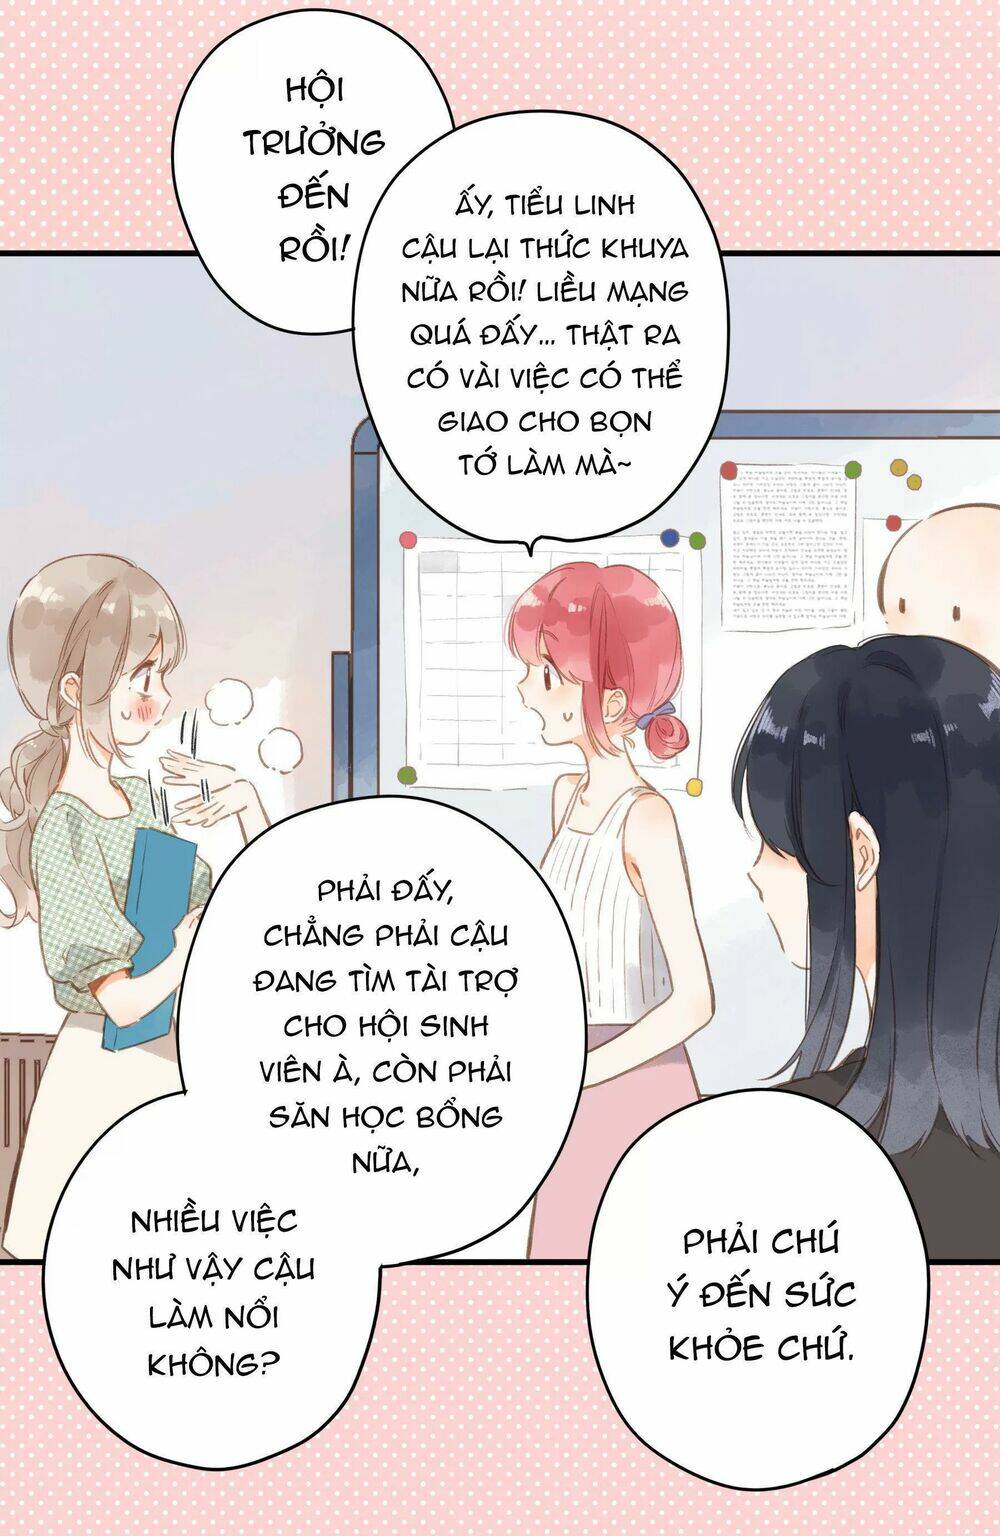 HỘI
TRƯỞNG
ĐẾN
RỒI!
ẤY, TIỂU LINH
CẬU LẠI THỨC KHUYA
NỮA RỒI! LIỀU MẠNG
QUÁ ĐẤY... THẬT RA
CÓ VÀI VIỆC CÓ THỂ
GIAO CHO BỌN
TỚ LÀM MÀ~
PHẢI ĐẤY,
CHẲNG PHẢI CẬU
ĐANG TÌM TÀI TRỢ
CHO HỘI SINH
VIÊN À, CÒN PHẢI
SĂN HỌC BỔNG
NỮA,
NHIỀU VIỆC
NHƯ VẬY CẬU
LÀM NỔI
KHÔNG?
PHẢI CHÚ
Ý ĐẾN SỨC
KHỎE CHỨ.